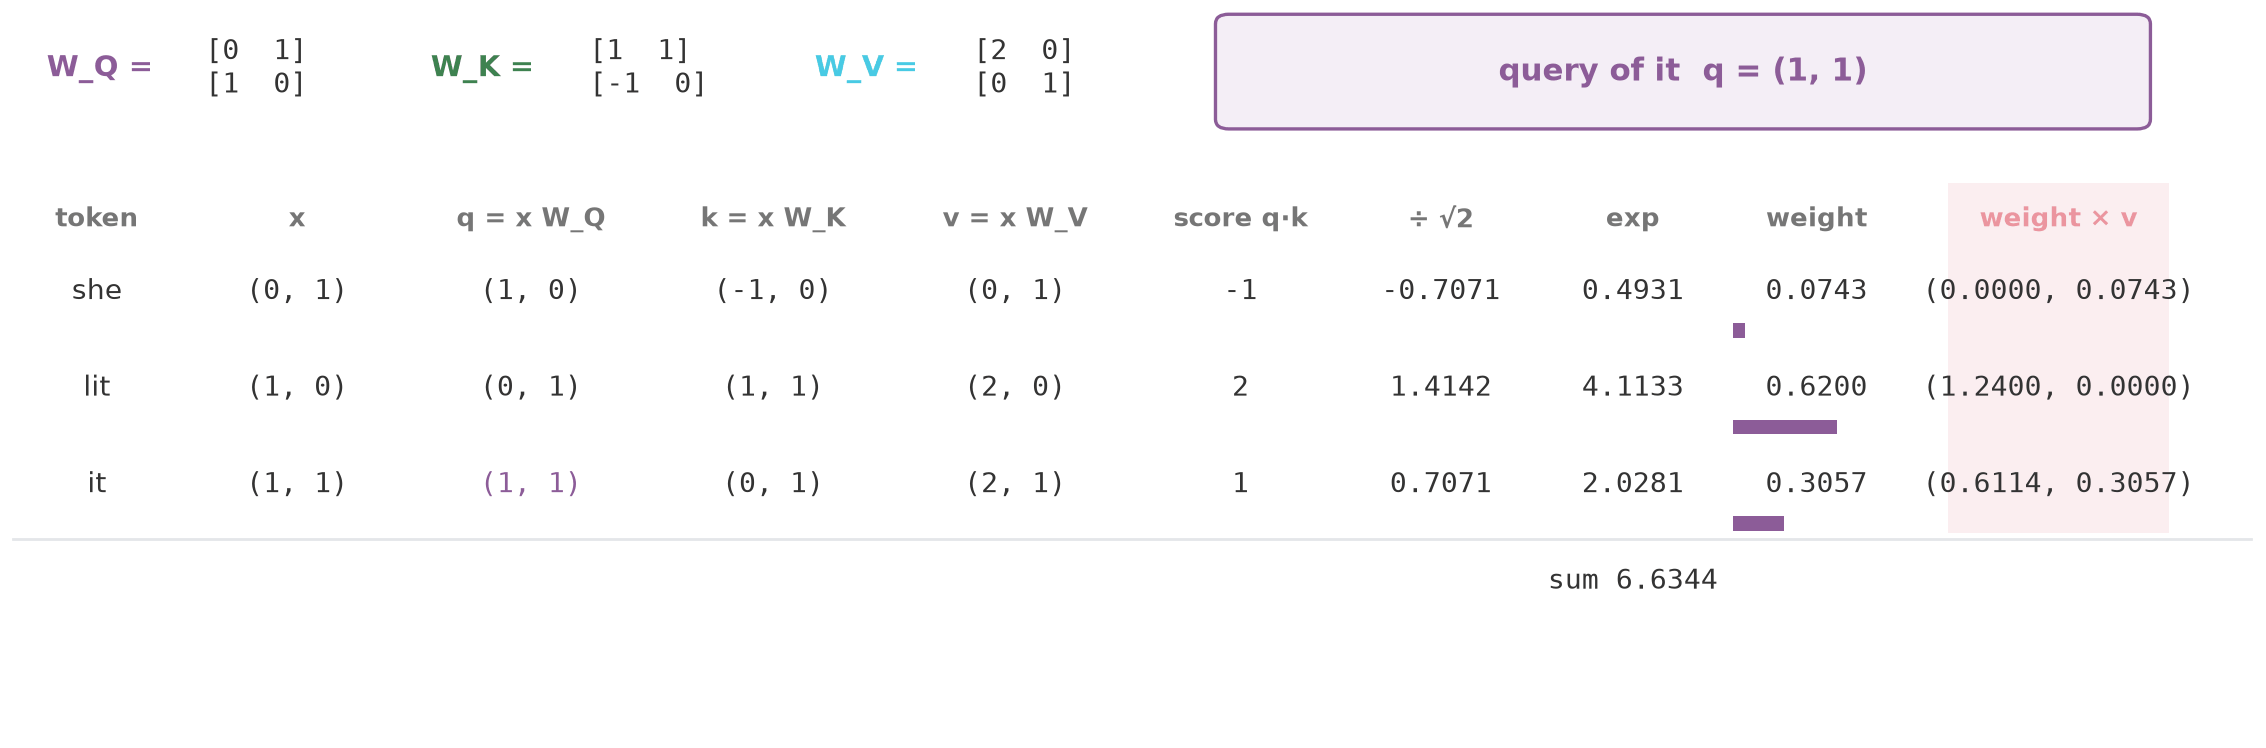 W_Q = [0  1]
[1  0]
W_K = [1  1]
[-1  0]
W_V = [2  0]
[0  1]
query of it  q = (1, 1)
token x q = x W_Q k = x W_K v = x W_V score q·k ÷ √2 exp weight weight × v
she (0, 1) (1, 0) (-1, 0) (0, 1) -1 -0.7071 0.4931 0.0743 (0.0000, 0.0743)
lit (1, 0) (0, 1) (1, 1) (2, 0) 2 1.4142 4.1133 0.6200 (1.2400, 0.0000)
it (1, 1) (1, 1) (0, 1) (2, 1) 1 0.7071 2.0281 0.3057 (0.6114, 0.3057)
sum 6.6344